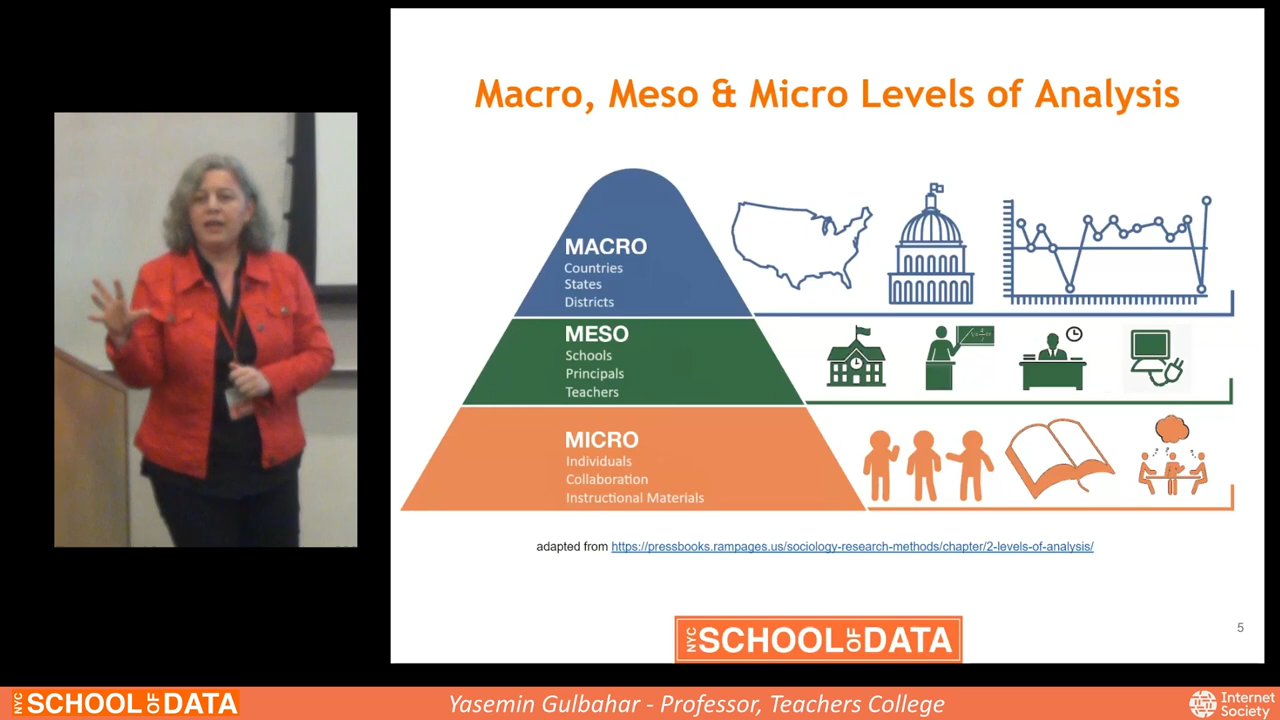 Macro, Meso & Micro Levels of Analysis
MACRO
Countries
States
Districts
MESO
Schools
Principals
Teachers
MICRO
Individuals
Collaboration
Instructional Materials
adapted from https://pressbooks.rampages.us/sociology-research-methods/chapter/2-levels-of-analysis/
NYC SCHOOL OF DATA
5
NYC SCHOOL OF DATA
Yasemin Gulbahar - Professor, Teachers College
Internet
Society